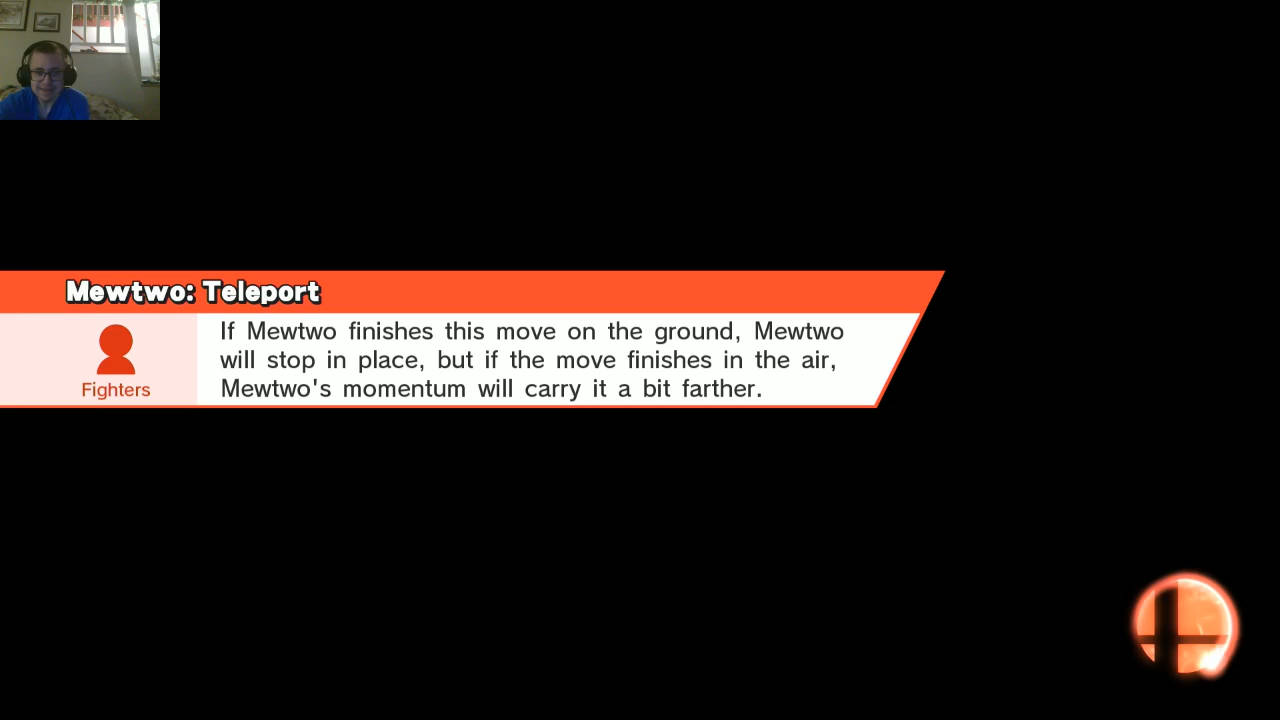 Mewtwo: Teleport
If Mewtwo finishes this move on the ground, Mewtwo
will stop in place, but if the move finishes in the air,
Mewtwo's momentum will carry it a bit farther.
Fighters